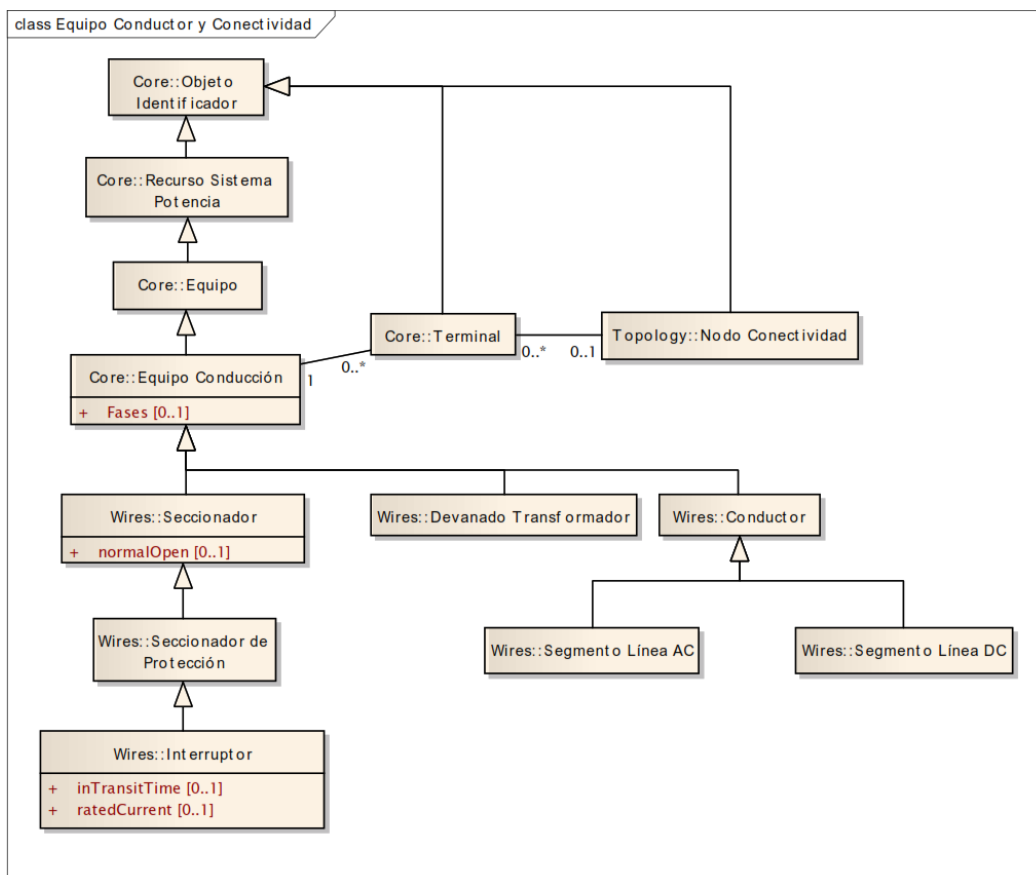 class Equipo Conductor y Conectividad
Core::Objeto
Identificador
Core::Recurso Sistema
Potencia
Core::Equipo
Core::Terminal
Topology::Nodo Conectividad
0..*
0..1
0..*
1
Core::Equipo Conducción
+ Fases [0..1]
Wires::Seccionador
+ normalOpen [0..1]
Wires::Devanado Transformador
Wires::Conductor
Wires::Seccionador de
Protección
Wires::Segmento Línea AC
Wires::Segmento Línea DC
Wires::Interruptor
+ inTransitTime [0..1]
+ ratedCurrent [0..1]